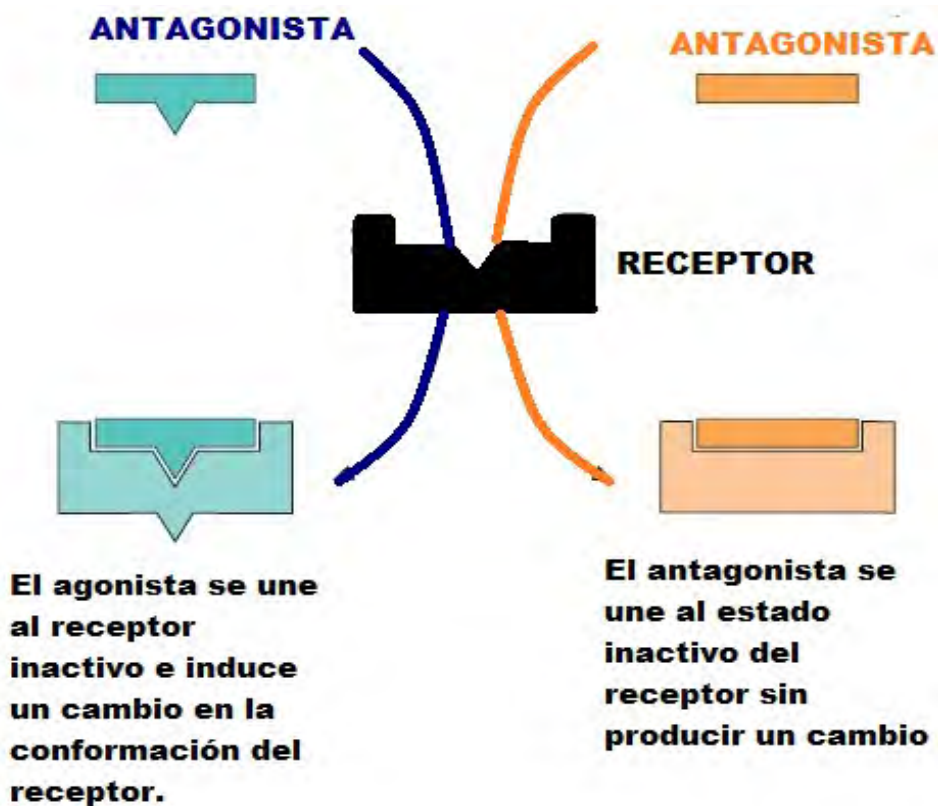 ANTAGONISTA
ANTAGONISTA
RECEPTOR
El agonista se une
al receptor
inactivo e induce
un cambio en la
conformación del
receptor.
El antagonista se
une al estado
inactivo del
receptor sin
producir un cambio